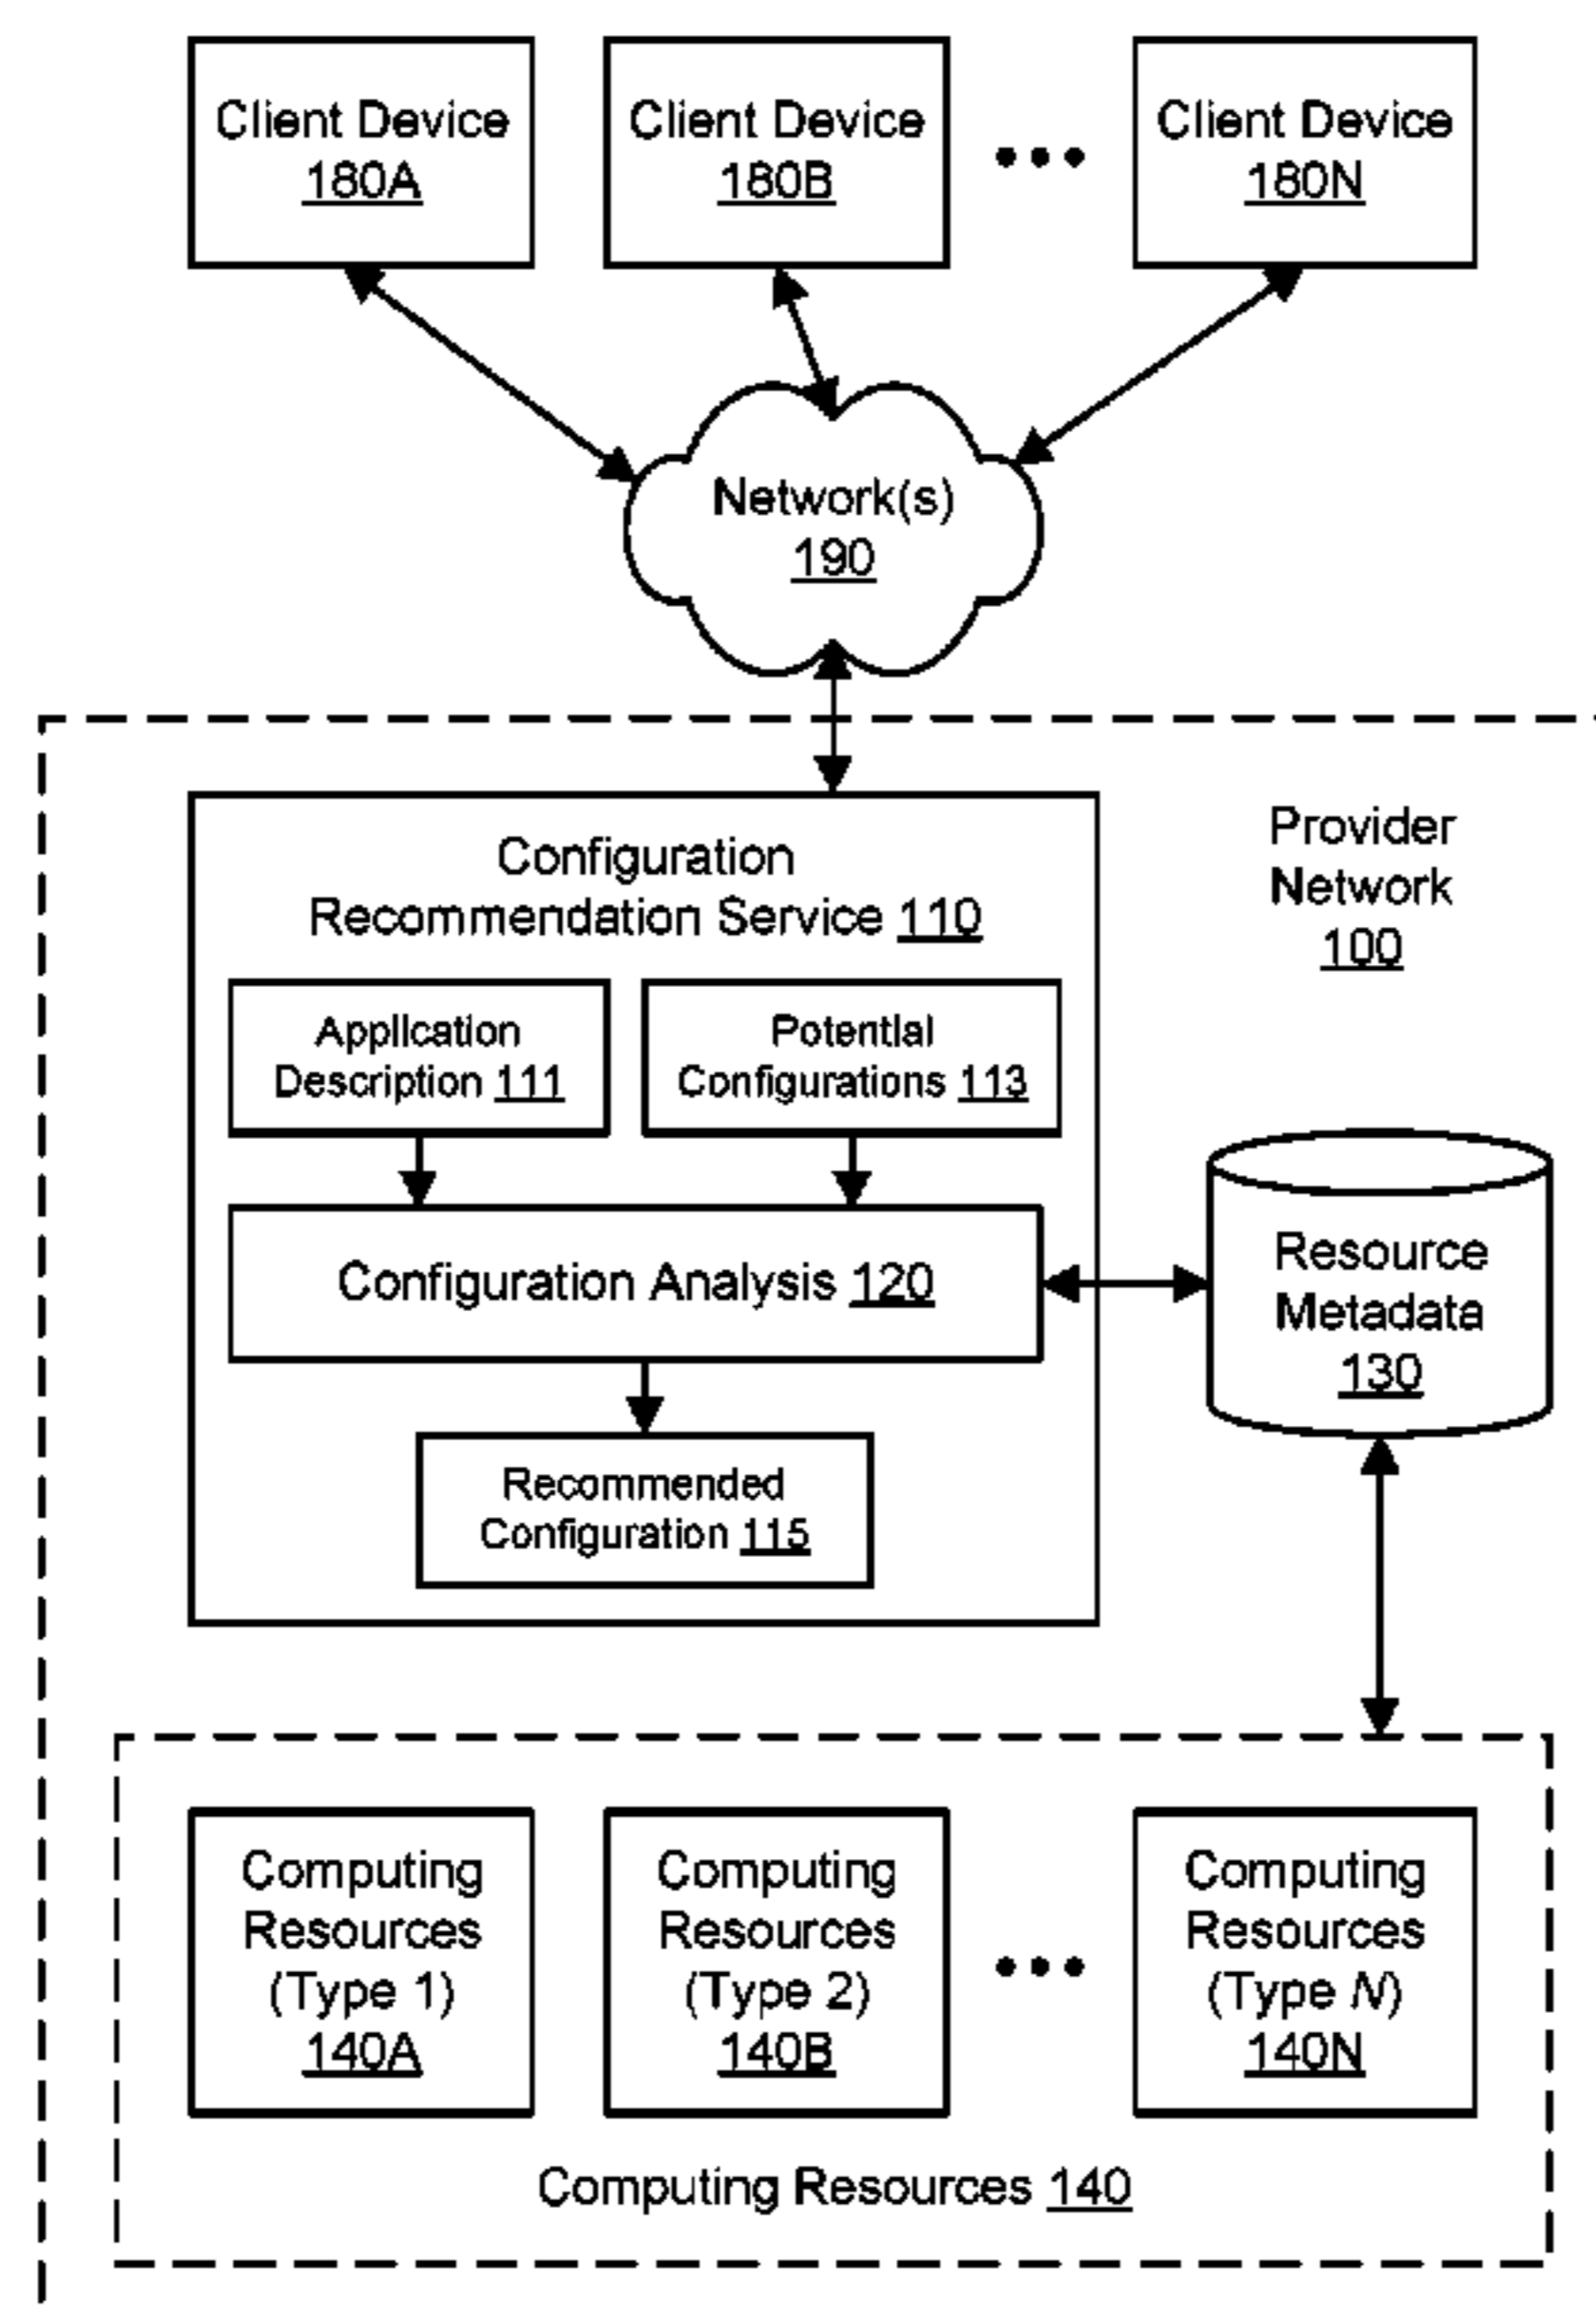 Client Device
180A
Client Device
180B
Client Device
180N
Network(s)
190
Provider
Network
100
Configuration
Recommendation Service 110
Application
Description 111
Potential
Configurations 113
Configuration Analysis 120
Resource
Metadata
130
Recommended
Configuration 115
Computing
Resources
(Type 1)
140A
Computing
Resources
(Type 2)
140B
Computing
Resources
(Type N)
140N
Computing Resources 140